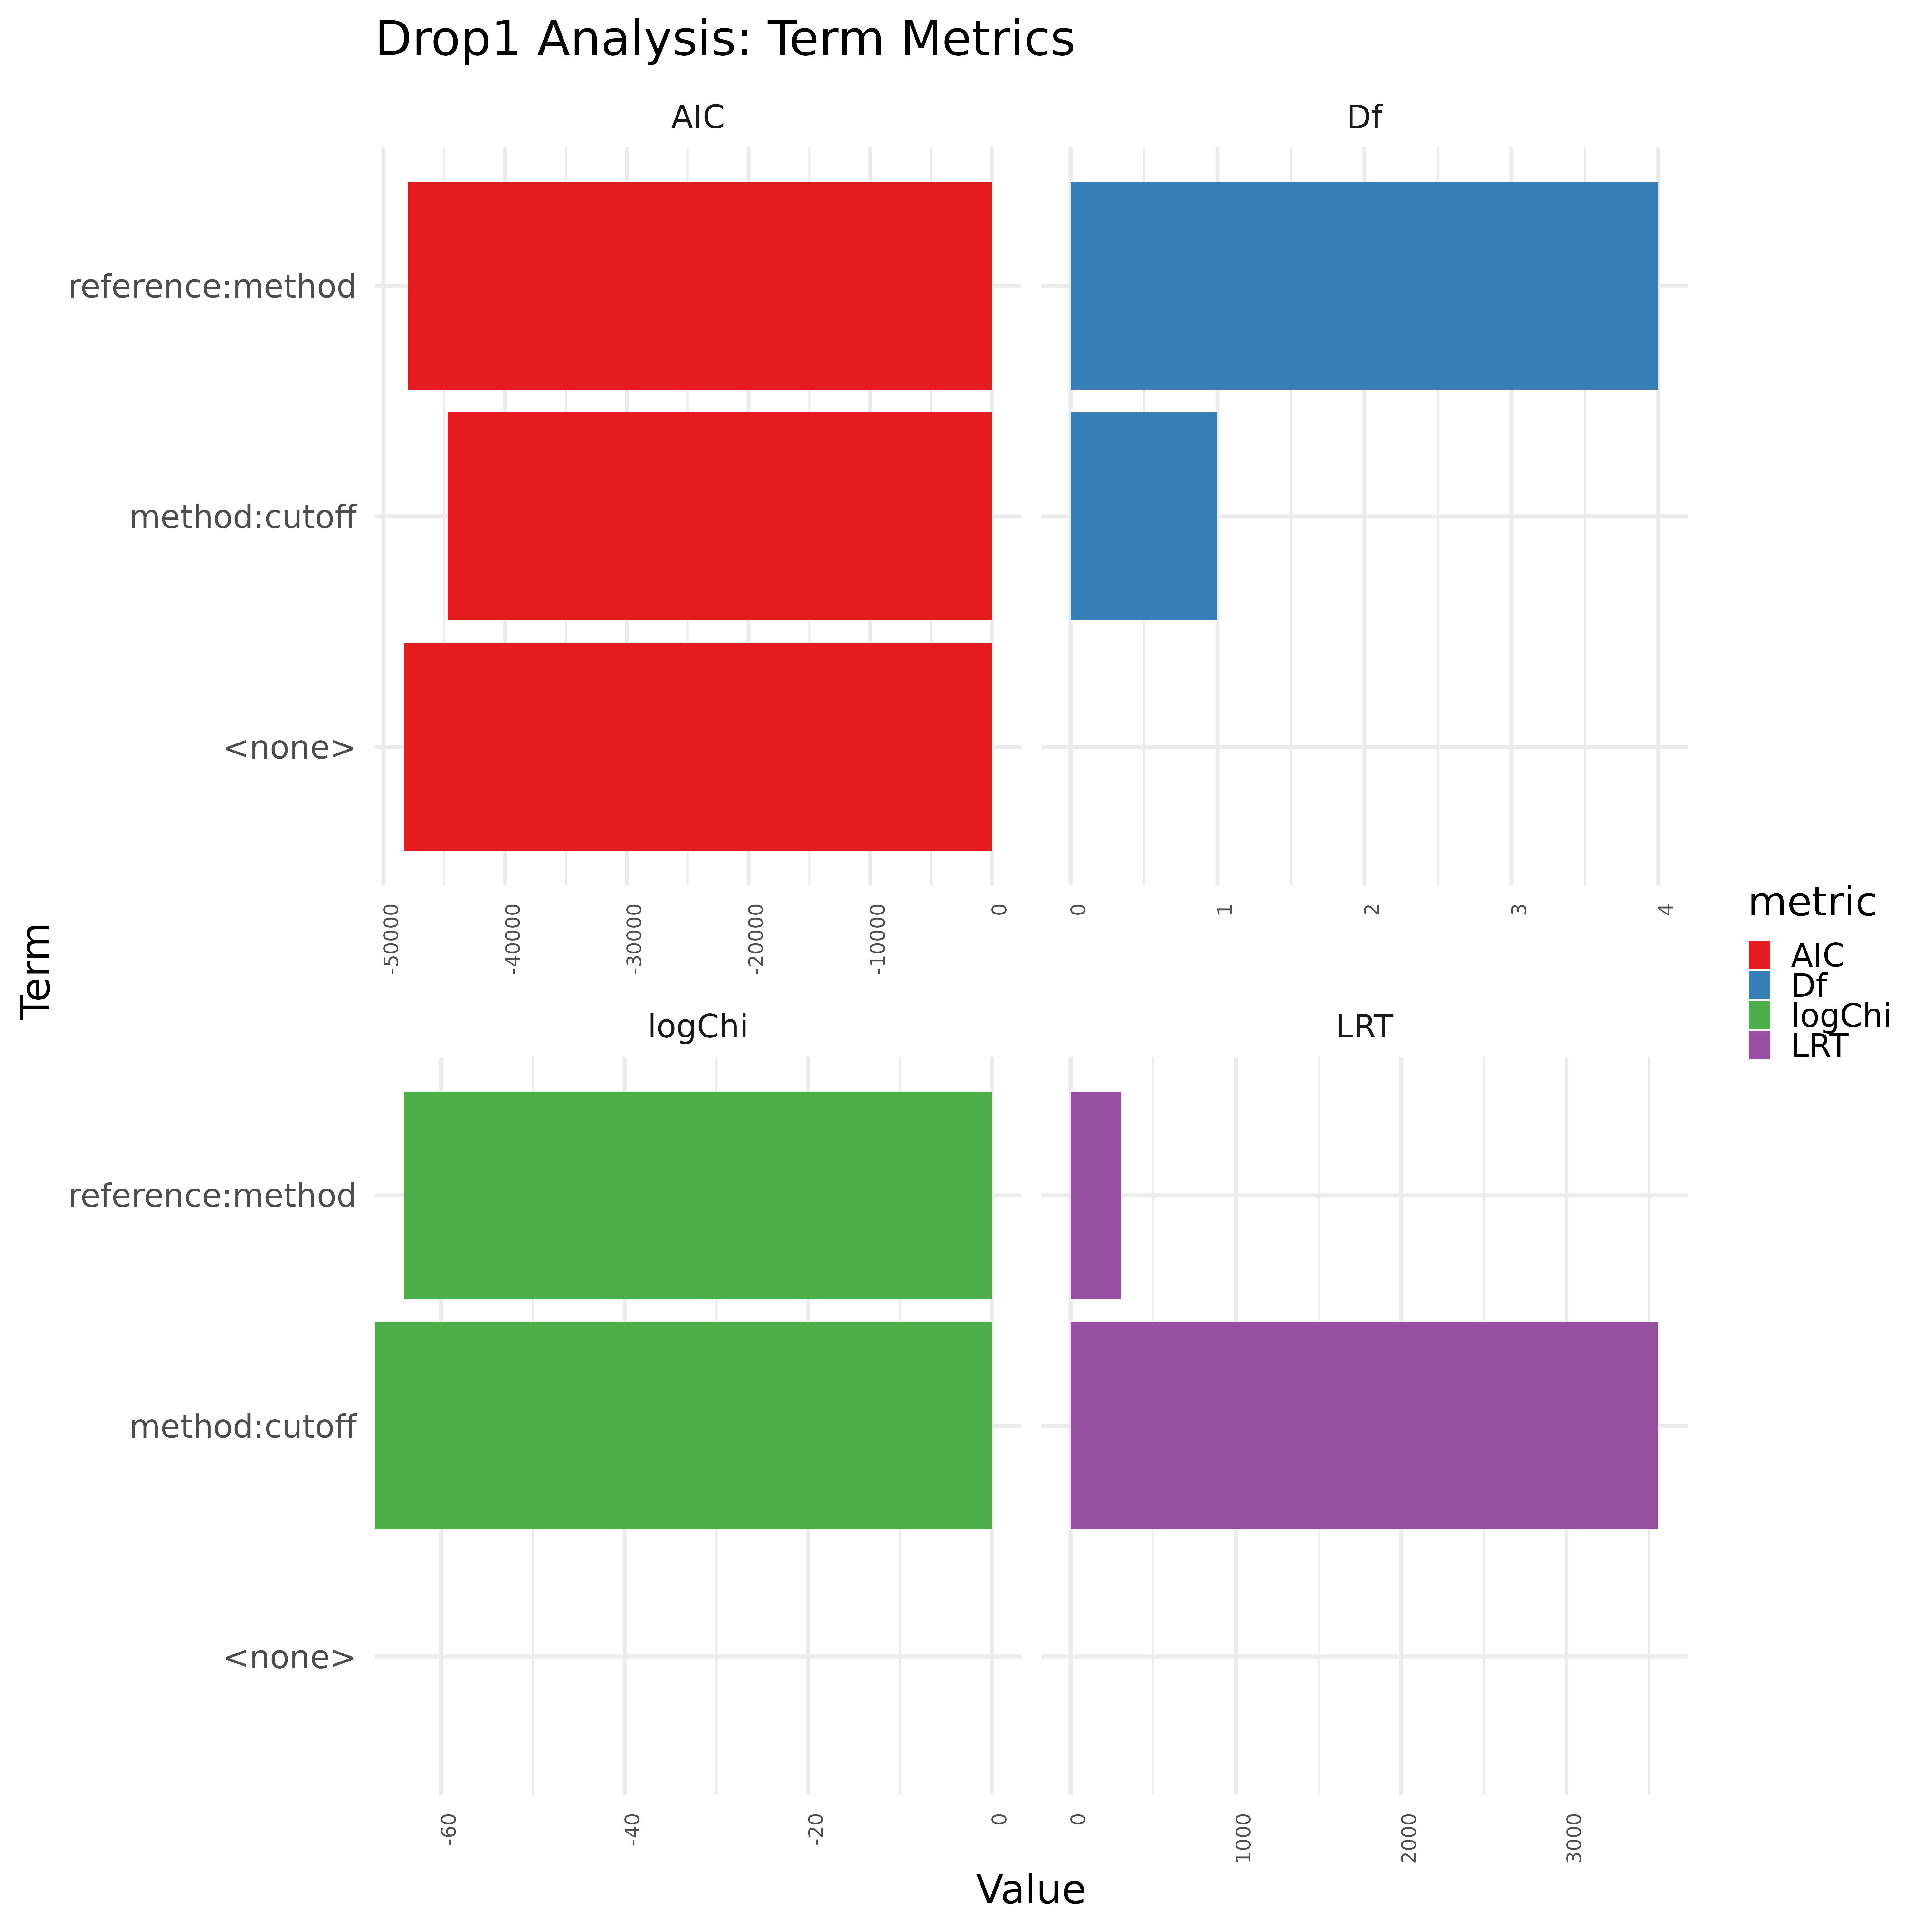 Drop1 Analysis: Term Metrics
AIC
Df
reference:method
method:cutoff
<none>
-50000
-40000
-30000
-20000
-10000
0
0
1
2
3
4
logChi
LRT
reference:method
method:cutoff
<none>
-60
-40
-20
0
0
1000
2000
3000
Value
Term
metric
AIC
Df
logChi
LRT